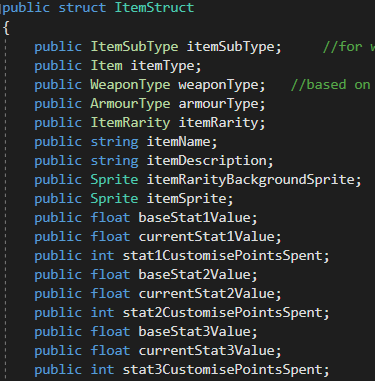 public struct ItemStruct
{
public ItemSubType itemSubType; //for
public Item itemType;
public WeaponType weaponType; //based on
public ArmourType armourType;
public ItemRarity itemRarity;
public string itemName;
public string itemDescription;
public Sprite itemRarityBackgroundSprite;
public Sprite itemSprite;
public float baseStat1Value;
public float currentStat1Value;
public int stat1CustomisePointsSpent;
public float baseStat2Value;
public float currentStat2Value;
public int stat2CustomisePointsSpent;
public float baseStat3Value;
public float currentStat3Value;
public int stat3CustomisePointsSpent;